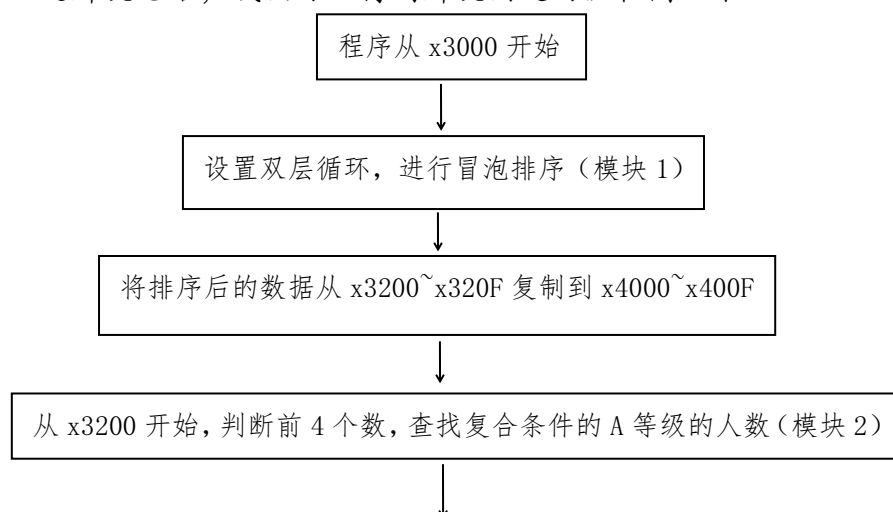 程序从 x3000 开始
设置双层循环，进行冒泡排序（模块 1）
将排序后的数据从 x3200~x320F 复制到 x4000~x400F
从 x3200 开始，判断前 4 个数，查找复合条件的 A 等级的人数（模块 2）